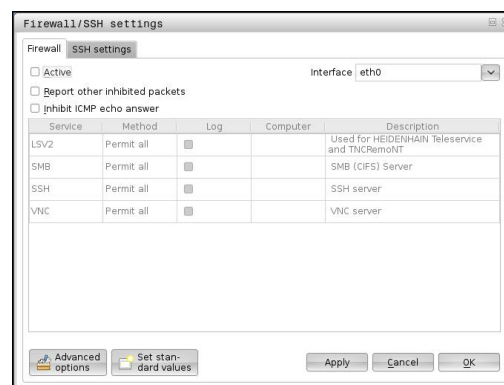 Firewall/SSH settings
Firewall SSH settings
Active Interface eth0
Report other inhibited packets
Inhibit ICMP echo answer
Service Method Log Computer Description
LSV2 Permit all Used for HEIDENHAIN Teleservice
and TNCRemoNT
SMB Permit all SMB (CIFS) Server
SSH Permit all SSH server
VNC Permit all VNC server
Advanced
options
Set stan-
dard values
Apply Cancel OK